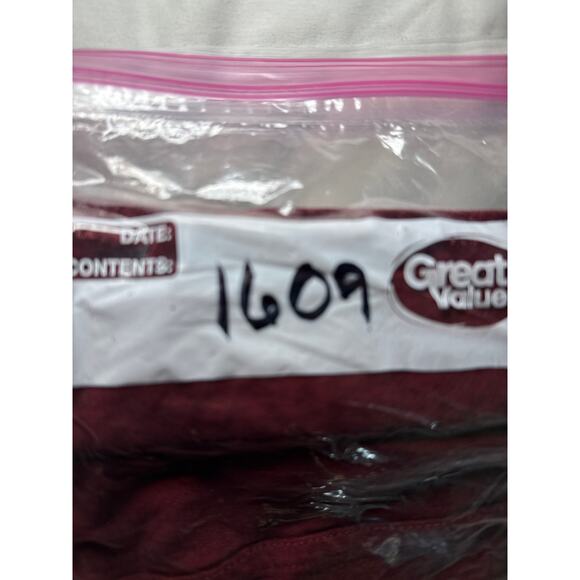 DATE:
CONTENTS:
1609
Great
Value